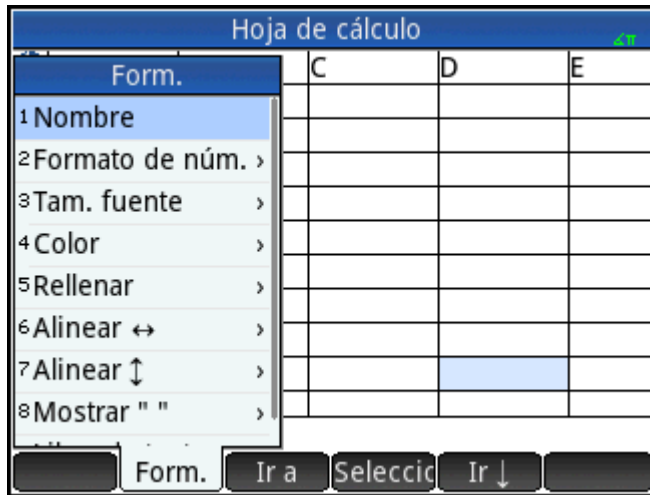 Hoja de cálculo
∡π
Form.
C D E
1 Nombre
2 Formato de núm. ›
3 Tam. fuente ›
4 Color ›
5 Rellenar ›
6 Alinear ↔ ›
7 Alinear ↕ ›
8 Mostrar " " ›
Form. Ir a Selecció Ir ↓